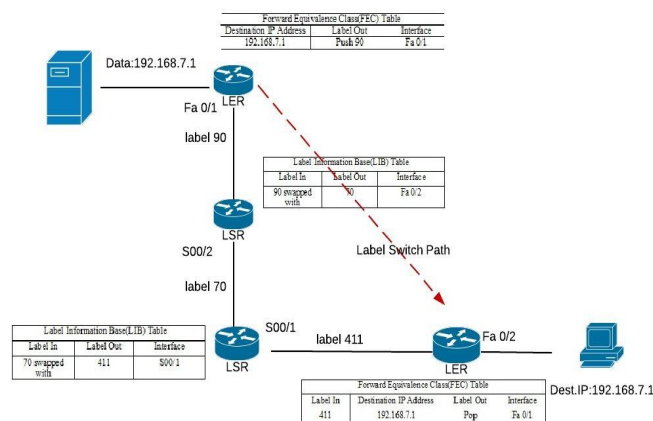 Forward Equivalence Class(FEC) Table
Destination IP Address Label Out Interface
192.168.7.1 Push 90 Fa 0/1
Data:192.168.7.1
LER
Fa 0/1
label 90
Label Information Base(LIB) Table
Label In Label Out Interface
90 swapped with 70 Fa 0/2
LSR
S00/2
Label Switch Path
label 70
Label Information Base(LIB) Table
Label In Label Out Interface
70 swapped with 411 S00/1
S00/1
LSR
label 411
Fa 0/2
LER
Dest.IP:192.168.7.1
Forward Equivalence Class(FEC) Table
Label In Destination IP Address Label Out Interface
411 192.168.7.1 Pop Fa 0/1